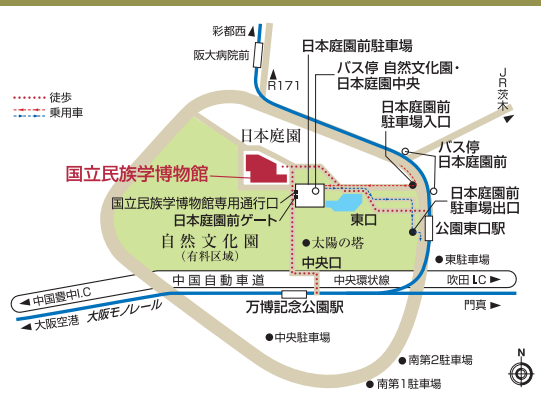 彩都西
阪大病院前
R171
日本庭園前駐車場
バス停 自然文化園・
日本庭園中央
JR茨木
徒歩
乗用車
日本庭園前
駐車場入口
日本庭園
バス停
日本庭園前
国立民族学博物館
国立民族学博物館専用通行口
日本庭園前ゲート
日本庭園前
駐車場出口
東口
公園東口駅
自然文化園
(有料区域)
太陽の塔
中央口
東駐車場
中国自動車道
中央環状線
吹田I.C
中国豊中I.C
大阪空港
大阪モノレール
万博記念公園駅
門真
中央駐車場
南第2駐車場
南第1駐車場
N